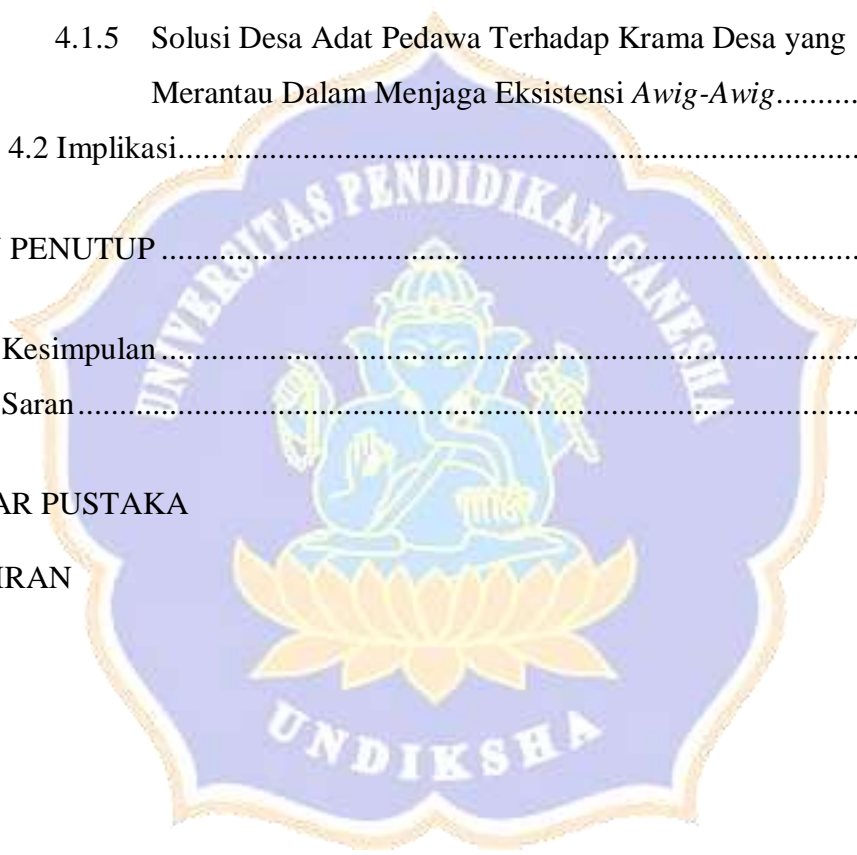 4.1.5 Solusi Desa Adat Pedawa Terhadap Krama Desa yang
Merantau Dalam Menjaga Eksistensi Awig-Awig..........
4.2 Implikasi....................................................................
PENUTUP....................................................................
Kesimpulan....................................................................
Saran....................................................................
AR PUSTAKA
IRAN
UNIVERSITAS PENDIDIKAN GANESHA
UNDIKSHA